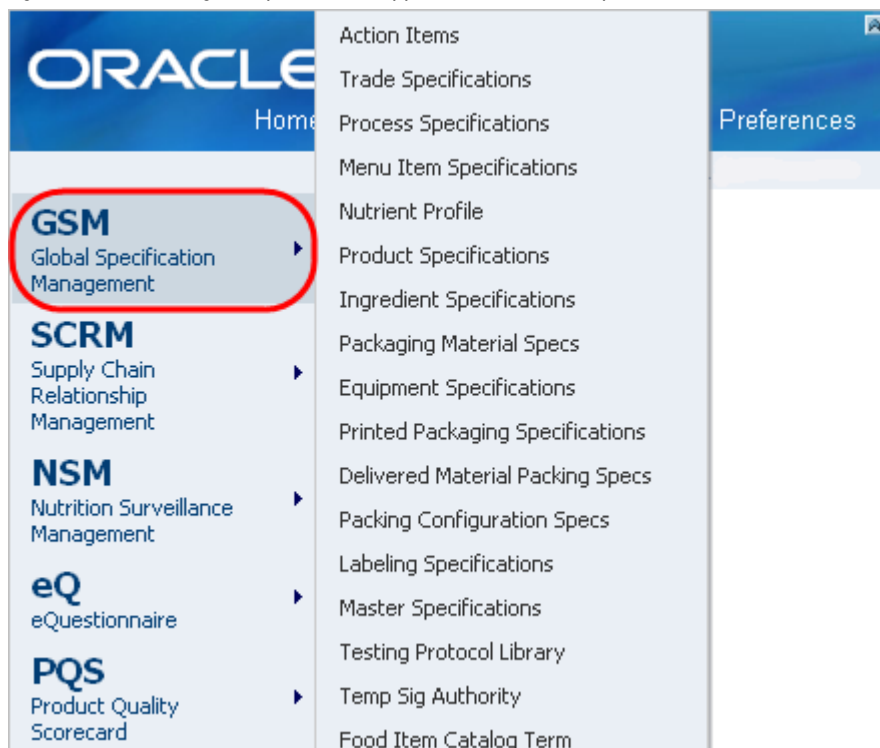 ORACLE
Home
Preferences
GSM
Global Specification
Management
SCRM
Supply Chain
Relationship
Management
NSM
Nutrition Surveillance
Management
eQ
eQuestionnaire
PQS
Product Quality
Scorecard
Action Items
Trade Specifications
Process Specifications
Menu Item Specifications
Nutrient Profile
Product Specifications
Ingredient Specifications
Packaging Material Specs
Equipment Specifications
Printed Packaging Specifications
Delivered Material Packing Specs
Packing Configuration Specs
Labeling Specifications
Master Specifications
Testing Protocol Library
Temp Sig Authority
Food Item Catalog Term